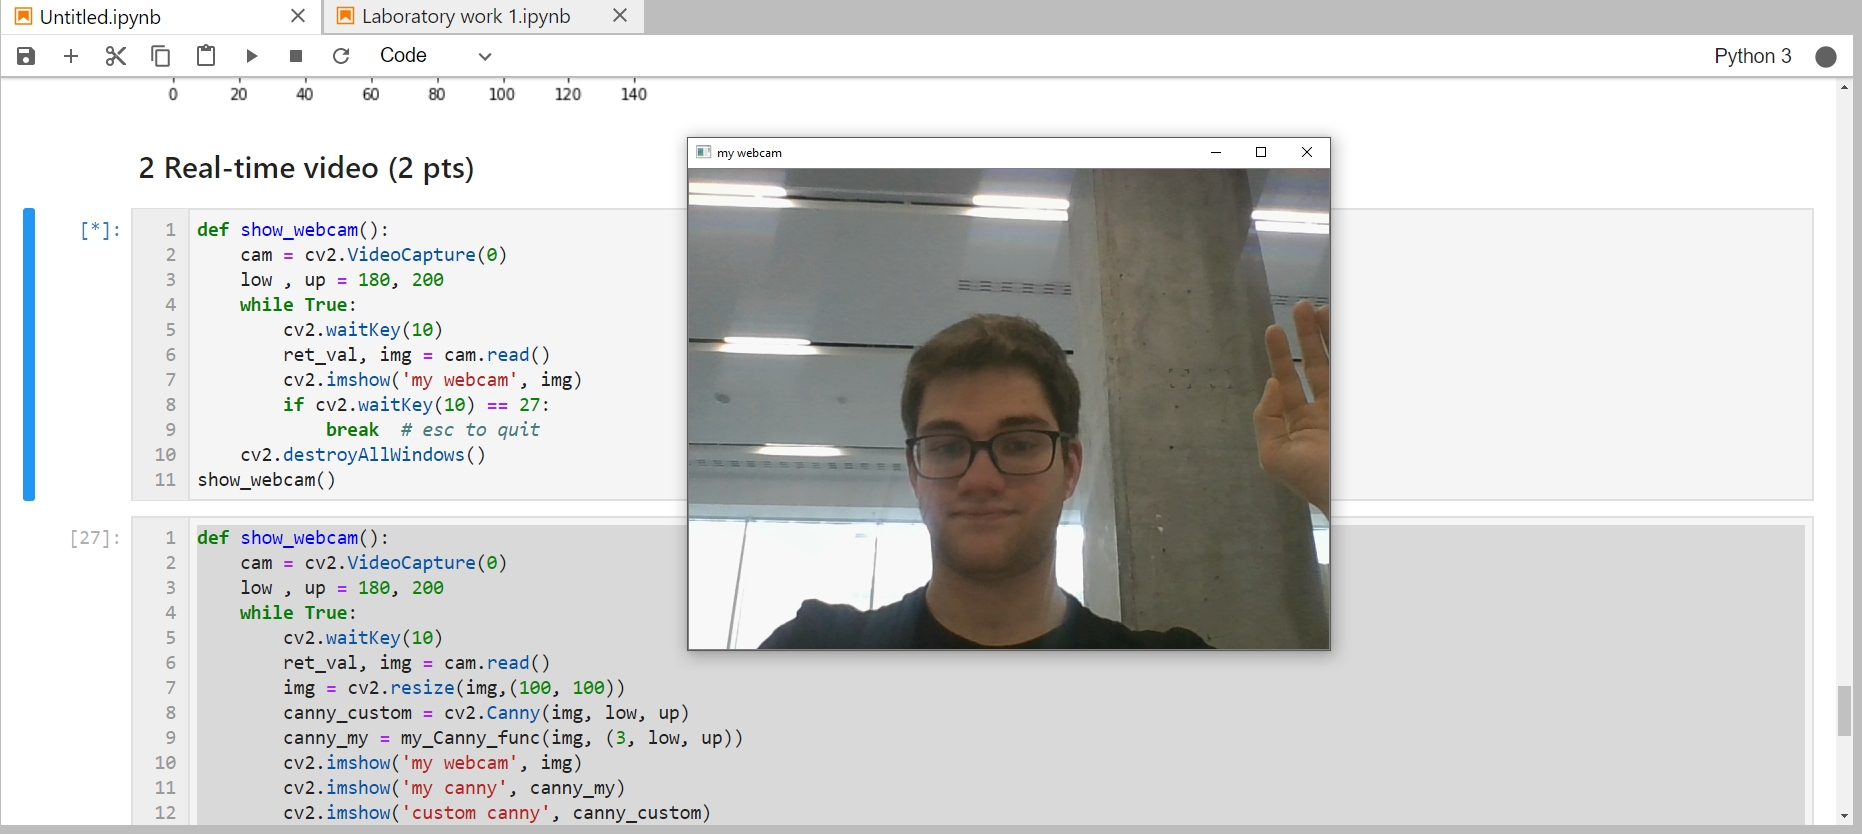 Untitled.ipynb
Laboratory work 1.ipynb
Code
Python 3
0 20 40 60 80 100 120 140
2 Real-time video (2 pts)
my webcam
[*]:
1 def show_webcam():
2     cam = cv2.VideoCapture(0)
3     low , up = 180, 200
4     while True:
5         cv2.waitKey(10)
6         ret_val, img = cam.read()
7         cv2.imshow('my webcam', img)
8         if cv2.waitKey(10) == 27:
9             break  # esc to quit
10     cv2.destroyAllWindows()
11 show_webcam()
[27]:
1 def show_webcam():
2     cam = cv2.VideoCapture(0)
3     low , up = 180, 200
4     while True:
5         cv2.waitKey(10)
6         ret_val, img = cam.read()
7         img = cv2.resize(img,(100, 100))
8         canny_custom = cv2.Canny(img, low, up)
9         canny_my = my_Canny_func(img, (3, low, up))
10         cv2.imshow('my webcam', img)
11         cv2.imshow('my canny', canny_my)
12         cv2.imshow('custom canny', canny_custom)